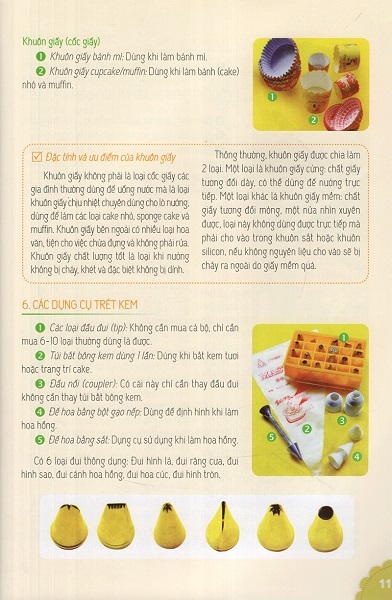 Khuôn giấy (cốc giấy)
1 Khuôn giấy bánh mì: Dùng khi làm bánh mì.
2 Khuôn giấy cupcake/muffin: Dùng khi làm bánh (cake)
nhỏ và muffin.
1
2
Đặc tính và ưu điểm của khuôn giấy
Khuôn giấy không phải là loại cốc giấy các
gia đình thường dùng để uống nước mà là loại
khuôn giấy chịu nhiệt chuyên dùng cho lò nướng,
dùng để làm các loại cake nhỏ, sponge cake và
muffin. Khuôn giấy bên ngoài có nhiều loại hoa
văn, tiện cho việc chứa đựng và không phải rửa.
Khuôn giấy chất lượng tốt là loại khi nướng
không bị cháy, khét và đặc biệt không bị dính.
Thông thường, khuôn giấy được chia làm
2 loại. Một loại là khuôn giấy cứng: chất giấy
tương đối dày, có thể dùng để nướng trực
tiếp. Một loại khác là khuôn giấy mềm: chất
giấy tương đối mỏng, một nửa nhìn xuyên
được, loại này không dùng được trực tiếp mà
phải cho vào trong khuôn sắt hoặc khuôn
silicon, nếu không nguyên liệu cho vào sẽ bị
chảy ra ngoài do giấy mềm quá.
6. CÁC DỤNG CỤ TRÉT KEM
1 Các loại đầu đui (tip): Không cần mua cả bộ, chỉ cần
mua 6-10 loại thường dùng là được.
2 Túi bắt bông kem dùng 1 lần: Dùng khi bắt kem tươi
hoặc trang trí cake.
3 Đầu nối (coupler): Có cái này chỉ cần thay đầu đui
không cần thay túi bắt bông kem.
4 Đế hoa bằng bột gạo nếp: Dùng để định hình khi làm
hoa hồng.
5 Đế hoa bằng sắt: Dụng cụ sử dụng khi làm hoa hồng.
Có 6 loại đui thông dụng: Đui hình lá, đui răng cưa, đui
hình sao, đui cánh hoa hồng, đui hoa cúc, đui hình tròn.
1
2
3
5
4
11